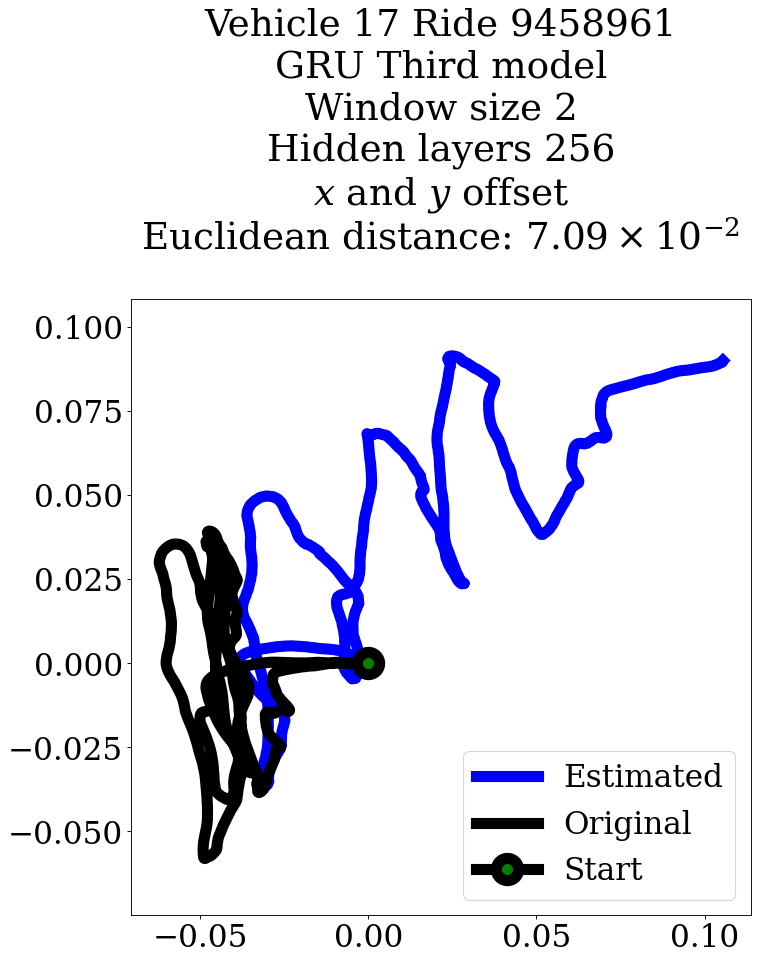 Vehicle 17 Ride 9458961
GRU Third model
Window size 2
Hidden layers 256
x and y offset
Euclidean distance: 7.09 × 10⁻²
0.100
0.075
0.050
0.025
0.000
−0.025
−0.050
Estimated
Original
Start
−0.05 0.00 0.05 0.10